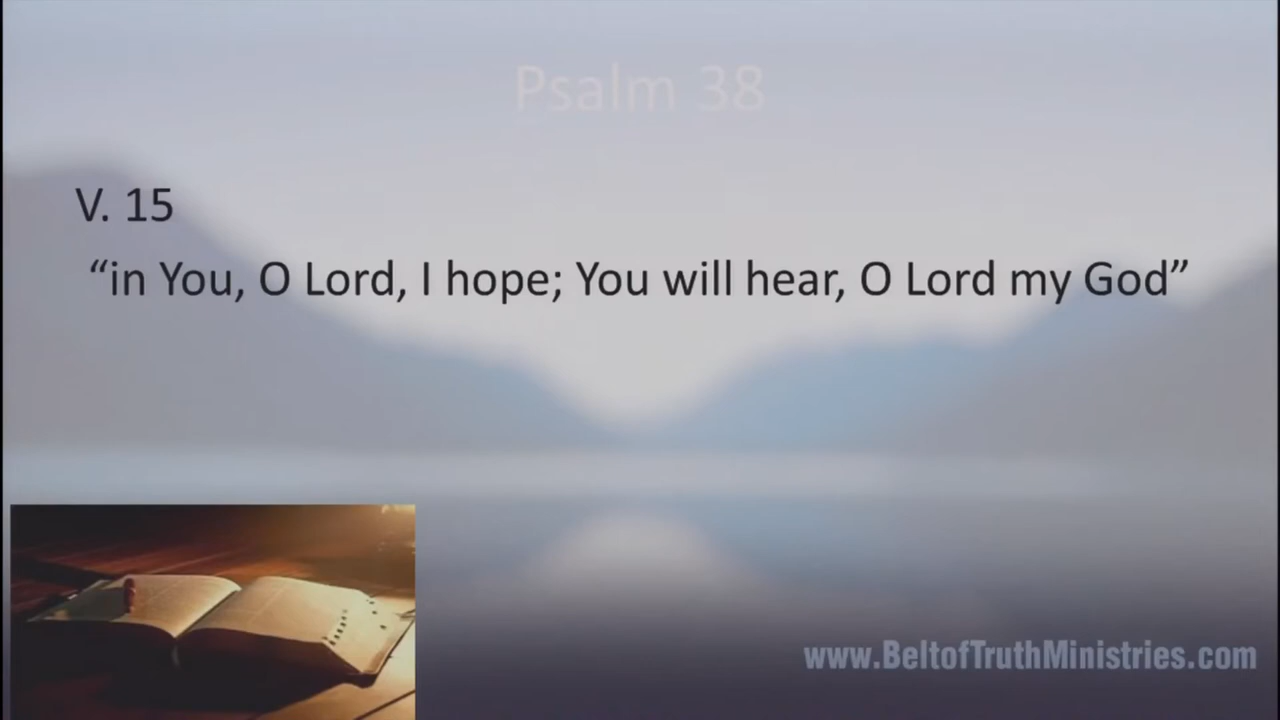 Psalm 38
V. 15
“in You, O Lord, I hope; You will hear, O Lord my God”
www.BeltofTruthMinistries.com